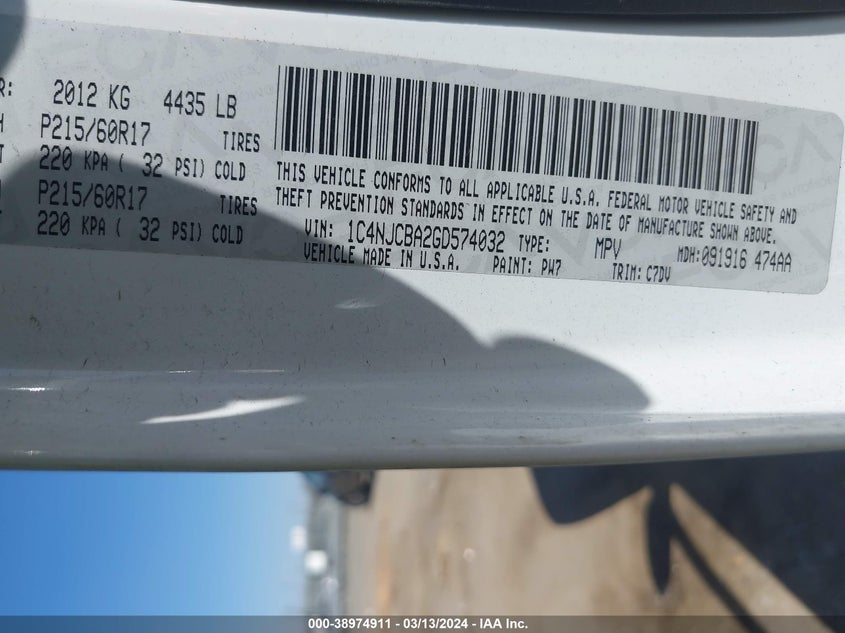 R: 2012 KG 4435 LB
P215/60R17 TIRES
220 KPA ( 32 PSI) COLD
P215/60R17 TIRES
220 KPA ( 32 PSI) COLD
THIS VEHICLE CONFORMS TO ALL APPLICABLE U.S.A. FEDERAL MOTOR VEHICLE SAFETY AND
THEFT PREVENTION STANDARDS IN EFFECT ON THE DATE OF MANUFACTURE SHOWN ABOVE.
VIN: 1C4NJCBA2GD574032 TYPE: MPV MDH:091916 474AA
VEHICLE MADE IN U.S.A. PAINT: PW7 TRIM: C7DV
000-38974911 - 03/13/2024 - IAA Inc.